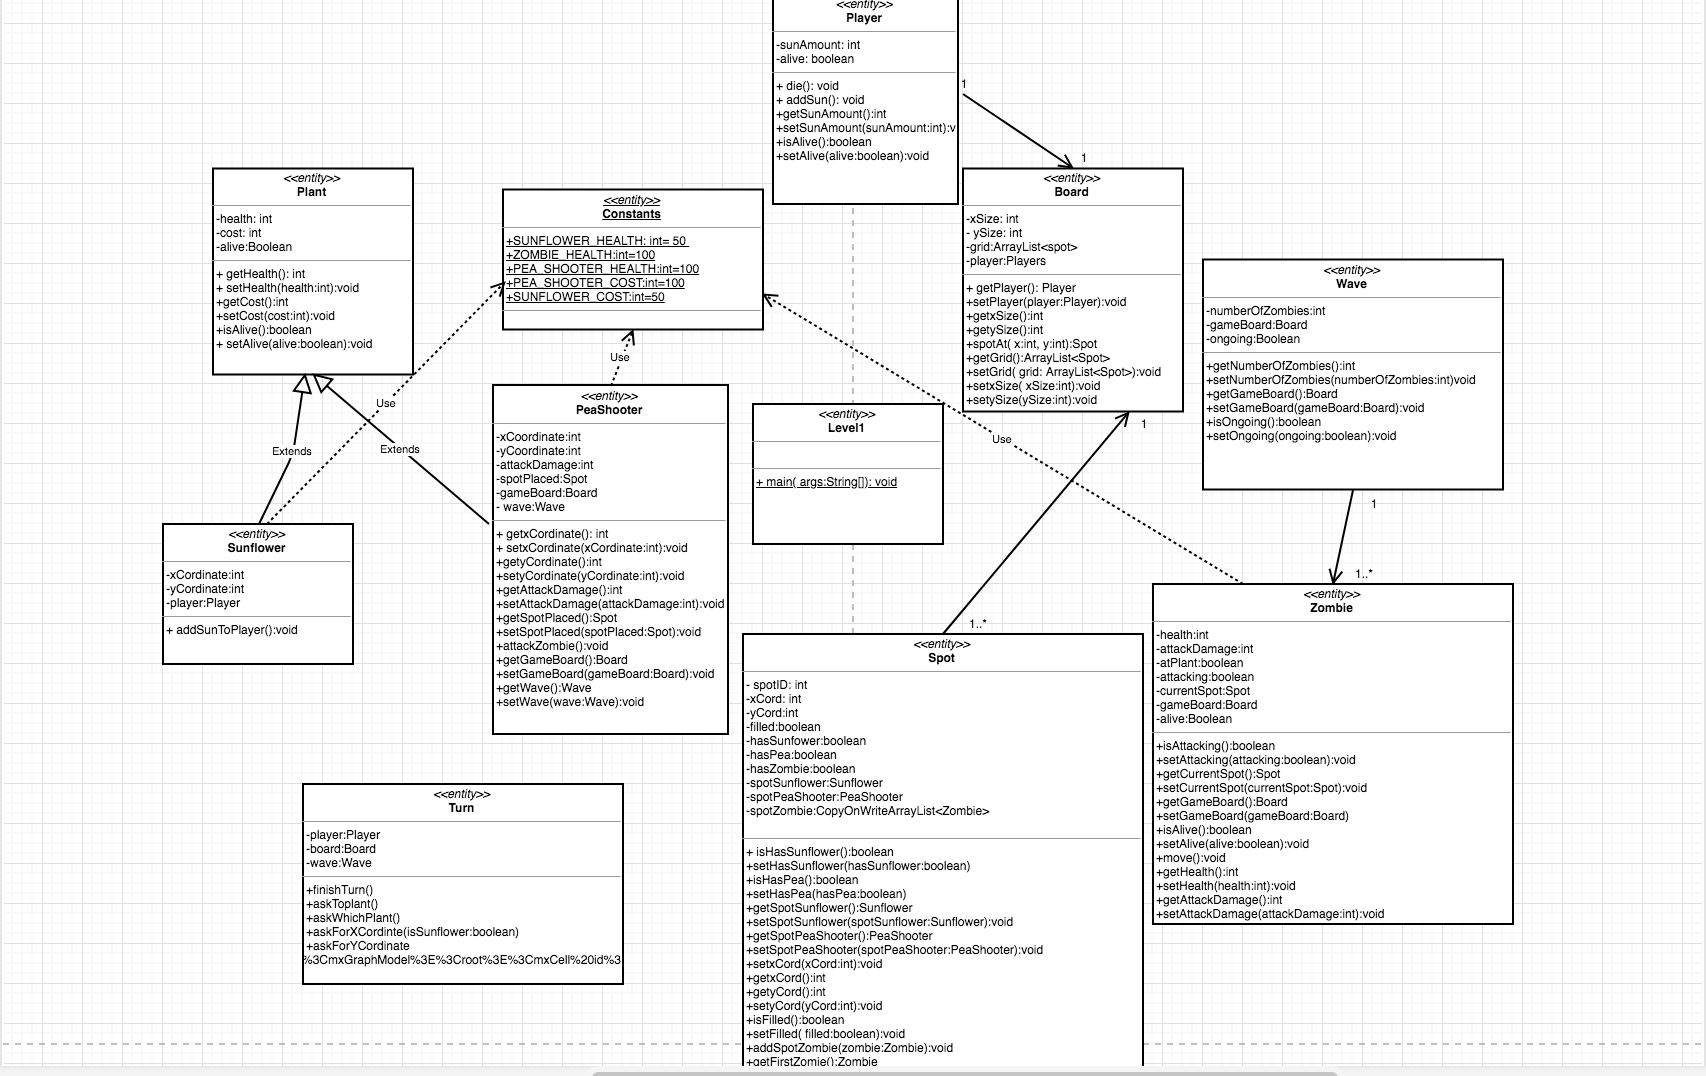 <<entity>>
Player
-sunAmount: int
-alive: boolean
+ die(): void
+ addSun(): void
+getSunAmount():int
+setSunAmount(sunAmount:int):v
+isAlive():boolean
+setAlive(alive:boolean):void
1
1
<<entity>>
Plant
-health: int
-cost: int
-alive:Boolean
+ getHealth(): int
+ setHealth(health:int):void
+getCost():int
+setCost(cost:int):void
+isAlive():boolean
+ setAlive(alive:boolean):void
<<entity>>
Constants
+SUNFLOWER_HEALTH: int= 50
+ZOMBIE_HEALTH:int=100
+PEA_SHOOTER_HEALTH:int=100
+PEA_SHOOTER_COST:int=100
+SUNFLOWER_COST:int=50
<<entity>>
Board
-xSize: int
- ySize: int
-grid:ArrayList<spot>
-player:Players
+ getPlayer(): Player
+setPlayer(player:Player):void
+getxSize():int
+getySize():int
+spotAt( x:int, y:int):Spot
+getGrid():ArrayList<Spot>
+setGrid( grid: ArrayList<Spot>):void
+setxSize( xSize:int):void
+setySize(ySize:int):void
<<entity>>
Wave
-numberOfZombies:int
-gameBoard:Board
-ongoing:Boolean
+getNumberOfZombies():int
+setNumberOfZombies(numberOfZombies:int)void
+getGameBoard():Board
+setGameBoard(gameBoard:Board):void
+isOngoing():boolean
+setOngoing(ongoing:boolean):void
Use
Use
Use
Extends
Extends
1
1..*
1
1..*
<<entity>>
PeaShooter
-xCoordinate:int
-yCoordinate:int
-attackDamage:int
-spotPlaced:Spot
-gameBoard:Board
- wave:Wave
+ getxCordinate(): int
+ setxCordinate(xCordinate:int):void
+getyCordinate():int
+setyCordinate(yCordinate:int):void
+getAttackDamage():int
+setAttackDamage(attackDamage:int):void
+getSpotPlaced():Spot
+setSpotPlaced(spotPlaced:Spot):void
+attackZombie():void
+getGameBoard():Board
+setGameBoard(gameBoard:Board):void
+getWave():Wave
+setWave(wave:Wave):void
<<entity>>
Level1
+ main( args:String[]): void
<<entity>>
Sunflower
-xCordinate:int
-yCordinate:int
-player:Player
+ addSunToPlayer():void
<<entity>>
Zombie
-health:int
-attackDamage:int
-atPlant:boolean
-attacking:boolean
-currentSpot:Spot
-gameBoard:Board
-alive:Boolean
+isAttacking():boolean
+setAttacking(attacking:boolean):void
+getCurrentSpot():Spot
+setCurrentSpot(currentSpot:Spot):void
+getGameBoard():Board
+setGameBoard(gameBoard:Board)
+isAlive():boolean
+setAlive(alive:boolean):void
+move():void
+getHealth():int
+setHealth(health:int):void
+getAttackDamage():int
+setAttackDamage(attackDamage:int):void
<<entity>>
Spot
- spotID: int
-xCord: int
-yCord:int
-filled:boolean
-hasSunfower:boolean
-hasPea:boolean
-hasZombie:boolean
-spotSunflower:Sunflower
-spotPeaShooter:PeaShooter
-spotZombie:CopyOnWriteArrayList<Zombie>
+ isHasSunflower():boolean
+setHasSunflower(hasSunflower:boolean)
+isHasPea():boolean
+setHasPea(hasPea:boolean)
+getSpotSunflower():Sunflower
+setSpotSunflower(spotSunflower:Sunflower):void
+getSpotPeaShooter():PeaShooter
+setSpotPeaShooter(spotPeaShooter:PeaShooter):void
+setxCord(xCord:int):void
+getxCord():int
+getyCord():int
+setyCord(yCord:int):void
+isFilled():boolean
+setFilled( filled:boolean):void
+addSpotZombie(zombie:Zombie):void
+getFirstZomie():Zombie
<<entity>>
Turn
-player:Player
-board:Board
-wave:Wave
+finishTurn()
+askToplant()
+askWhichPlant()
+askForXCordinte(isSunflower:boolean)
+askForYCordinate
%3CmxGraphModel%3E%3Croot%3E%3CmxCell%20id%3